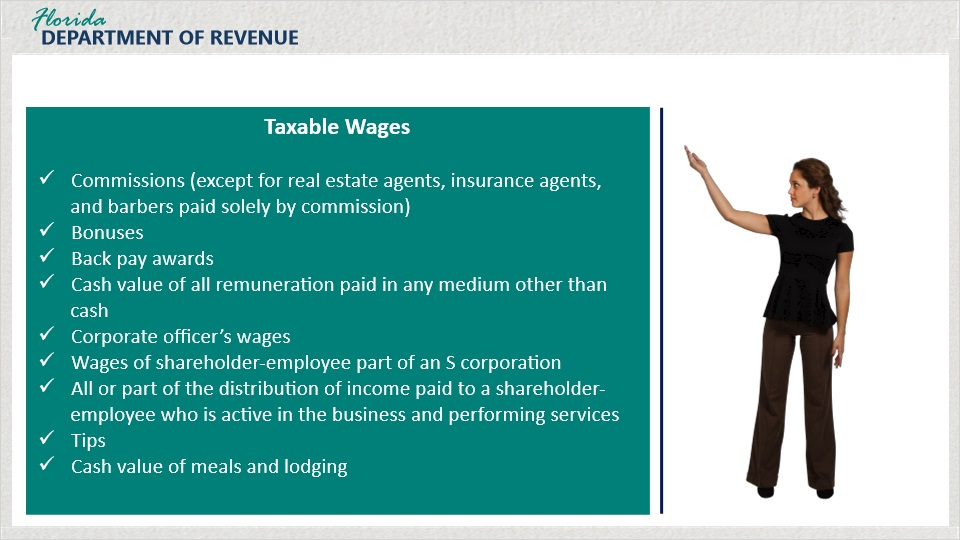 Florida
DEPARTMENT OF REVENUE
Taxable Wages
✓ Commissions (except for real estate agents, insurance agents,
and barbers paid solely by commission)
✓ Bonuses
✓ Back pay awards
✓ Cash value of all remuneration paid in any medium other than
cash
✓ Corporate officer’s wages
✓ Wages of shareholder-employee part of an S corporation
✓ All or part of the distribution of income paid to a shareholder-
employee who is active in the business and performing services
✓ Tips
✓ Cash value of meals and lodging